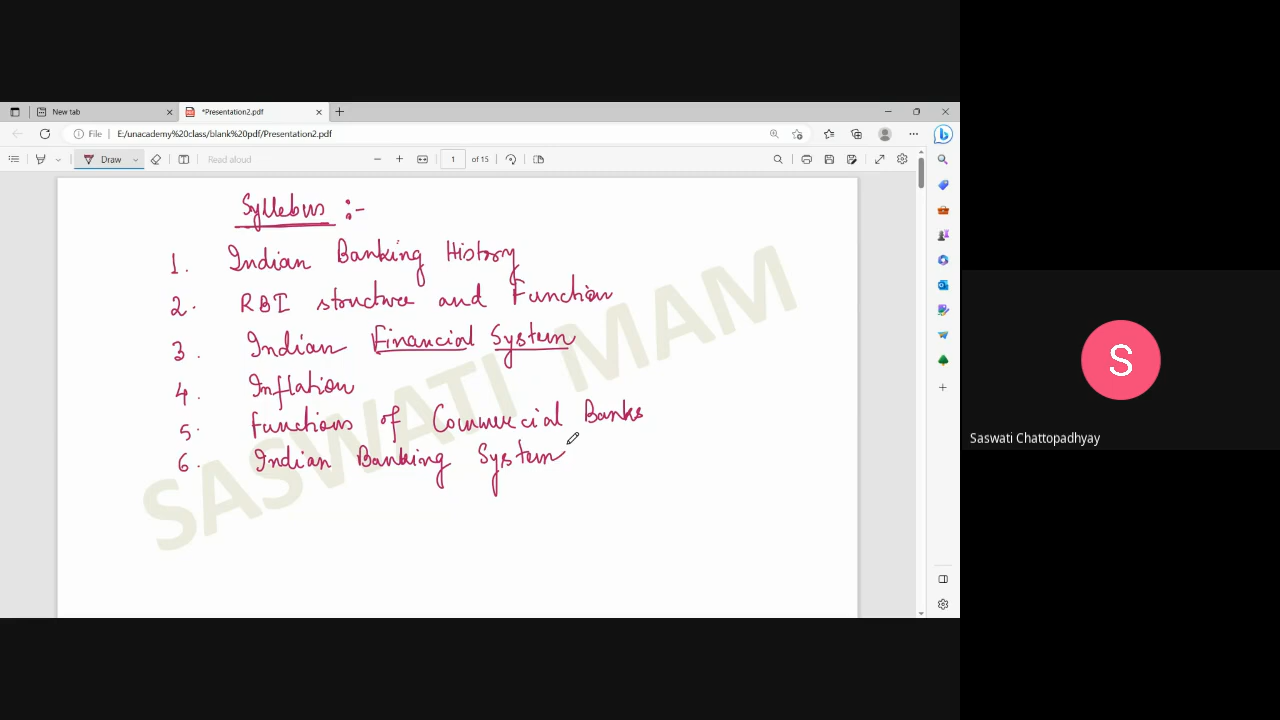 New tab
*Presentation2.pdf
File
E:/unacademy%20class/blank%20pdf/Presentation2.pdf
Draw
Read aloud
1
of 15
Syllebus :-
1. Indian Banking History
2. RBI structure and Function
3. Indian Financial System
4. Inflation
5. Functions of Commercial Banks
6. Indian Banking System
SASWATI MAM
S
Saswati Chattopadhyay